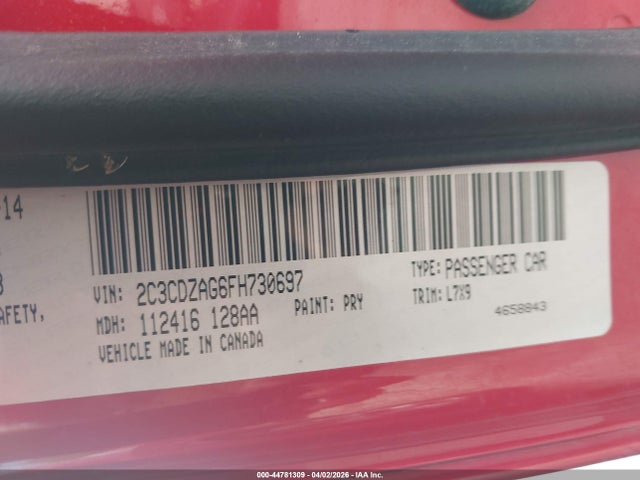 -14
3
AFETY,
VIN: 2C3CDZAG6FH730697
TYPE: PASSENGER CAR
MDH: 112416 128AA
PAINT: PRY
TRIM: L7X9
VEHICLE MADE IN CANADA
4658843
000-44781309 - 04/02/2026 - IAA Inc.